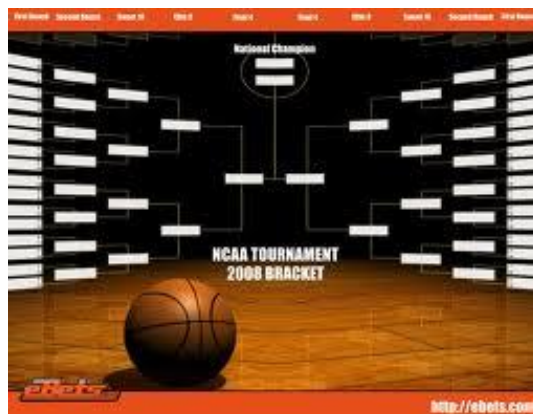 First Round Second Round Sweet 16 Elite 8 Final 4 Final 4 Elite 8 Sweet 16 Second Round First Round
National Champion
NCAA TOURNAMENT
2008 BRACKET
ebets
http://ebets.com